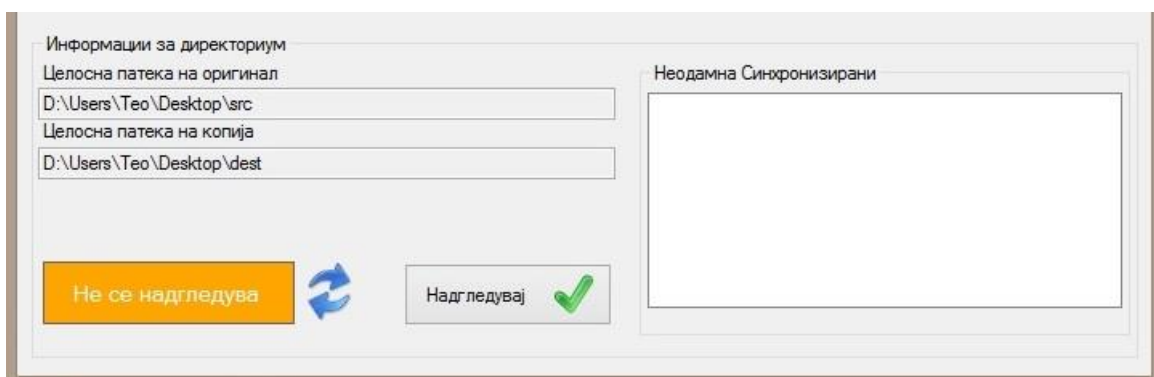 Информации за директориум
Целосна патека на оригинал
D:\Users\Teo\Desktop\src
Целосна патека на копија
D:\Users\Teo\Desktop\dest
Не се надгледува
Надгледувај
Неодамна Синхронизирани